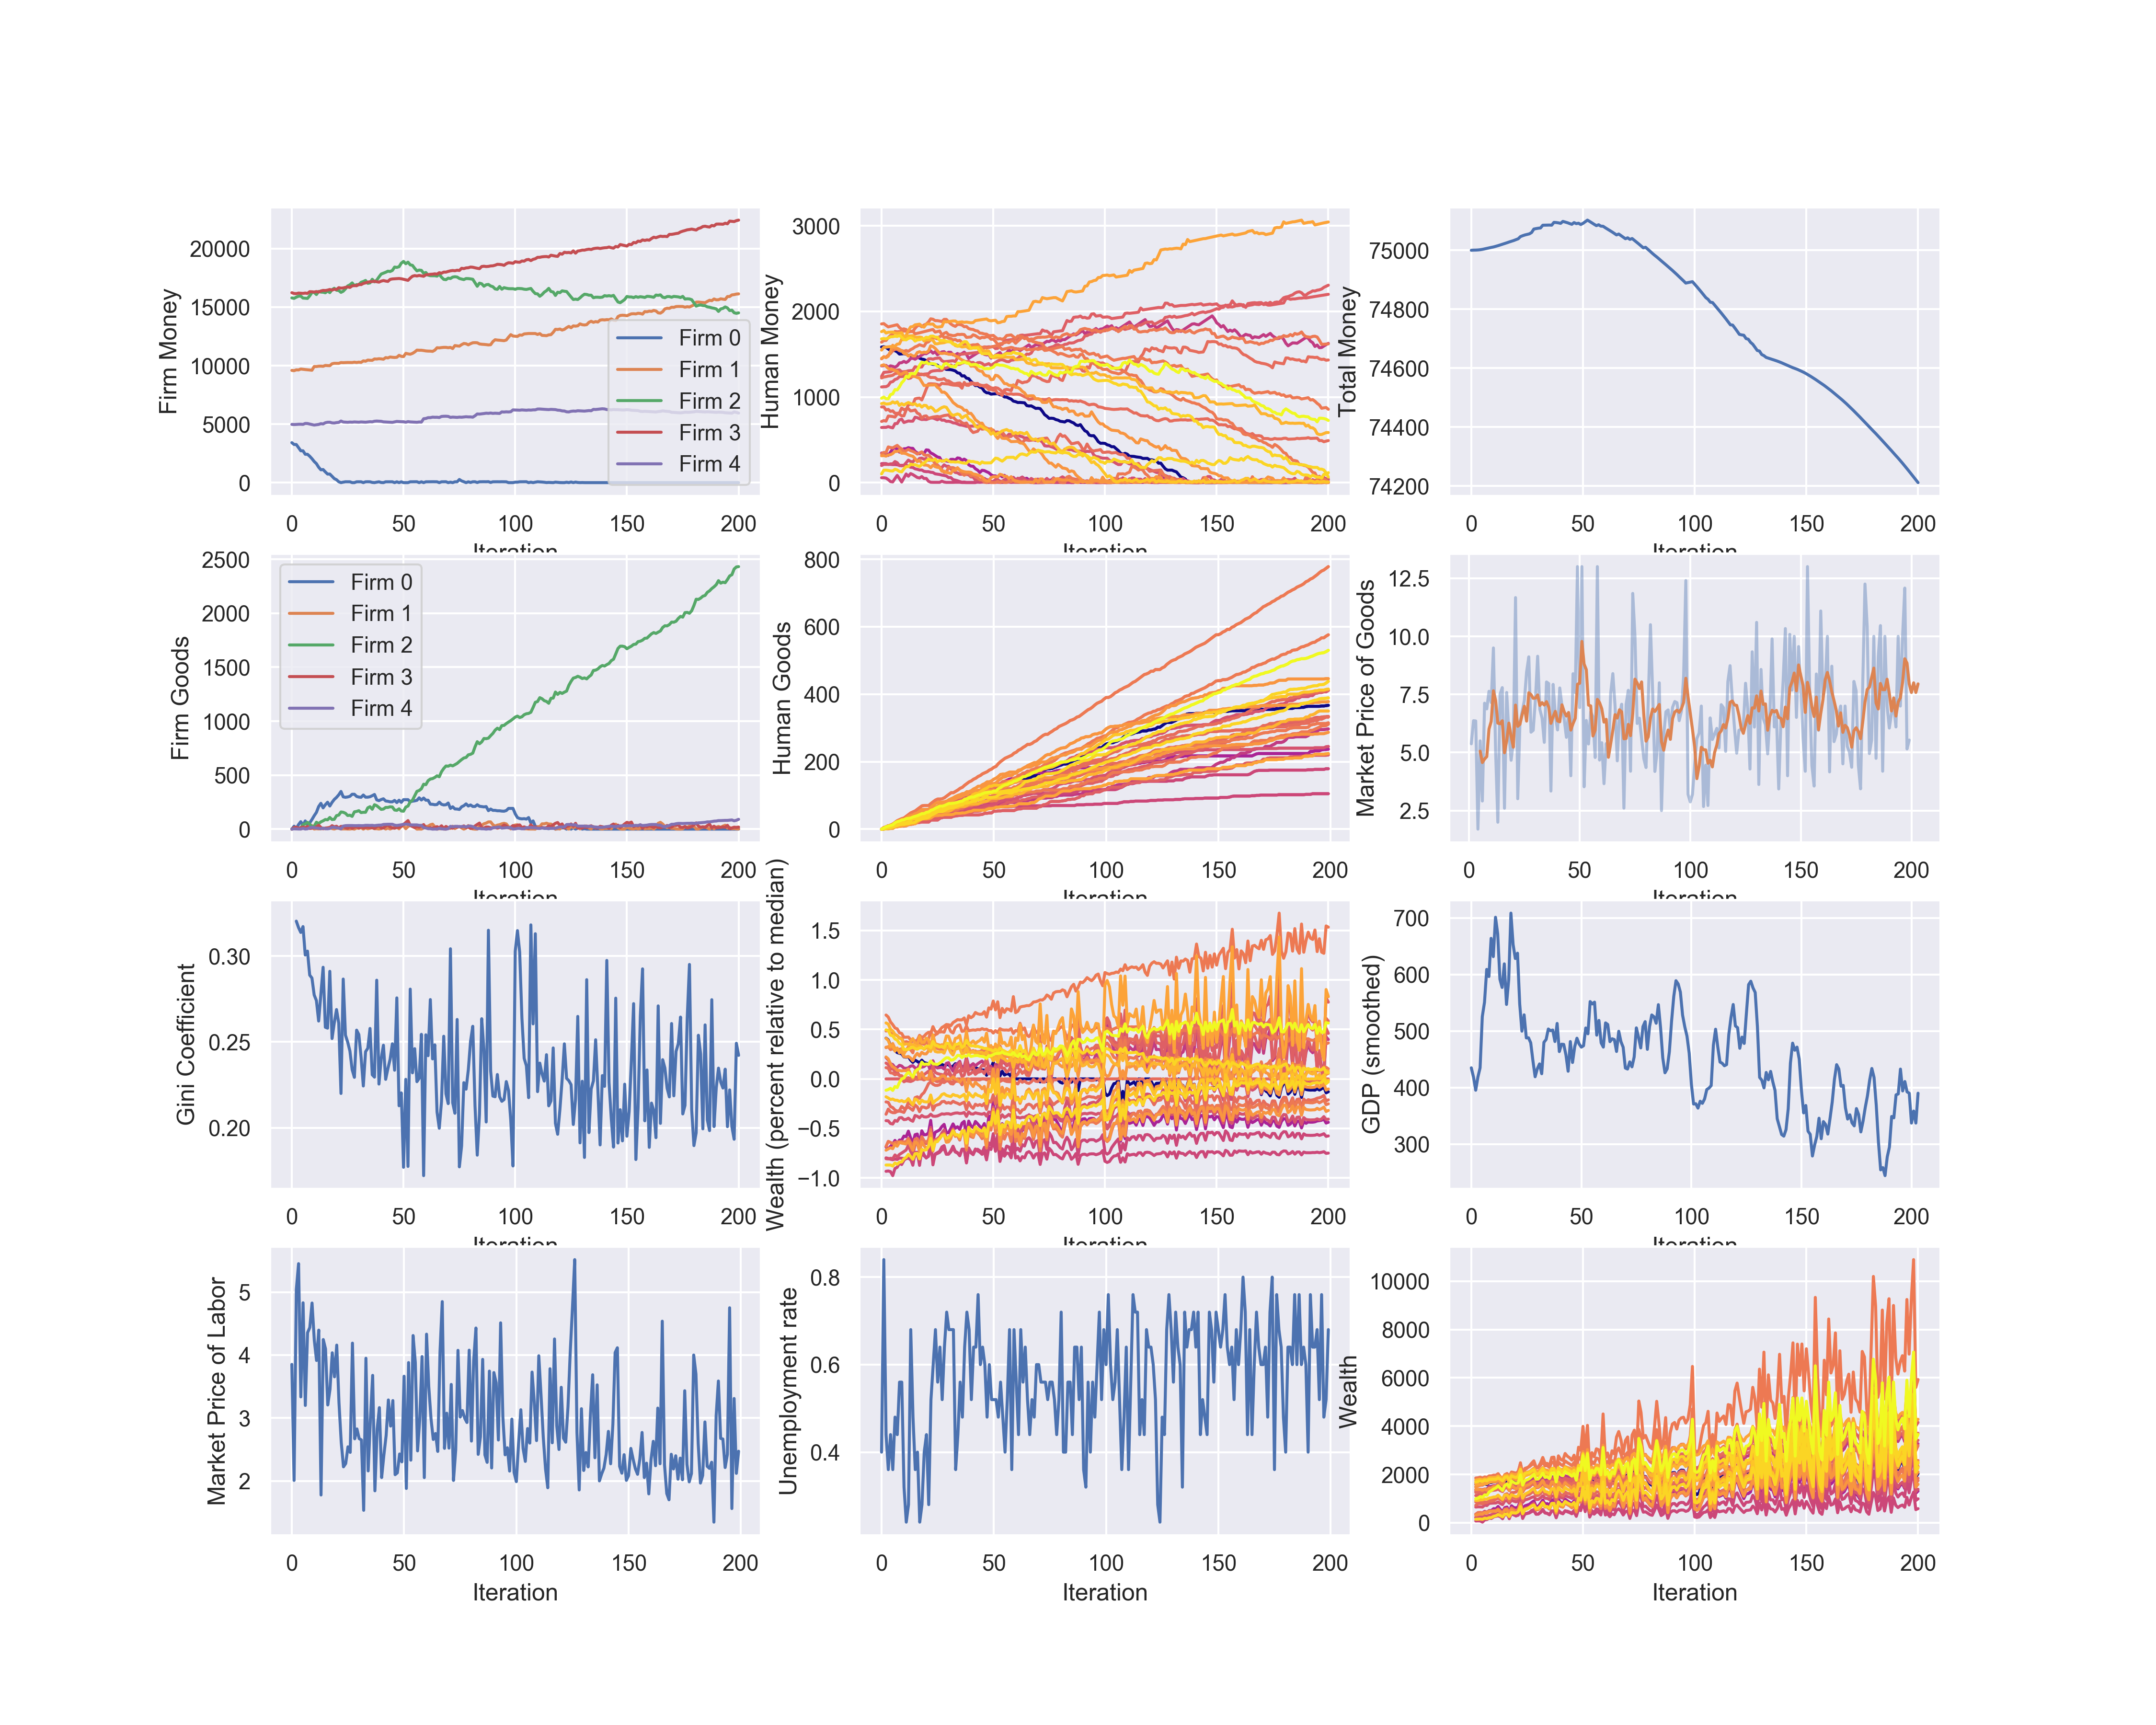 Firm Money
20000
15000
10000
5000
0
Firm 0
Firm 1
Firm 2
Firm 3
Firm 4
0 50 100 150 200
Iteration
Human Money
3000
2000
1000
0
0 50 100 150 200
Iteration
Total Money
75000
74800
74600
74400
74200
0 50 100 150 200
Iteration
Firm Goods
2500
2000
1500
1000
500
0
Firm 0
Firm 1
Firm 2
Firm 3
Firm 4
0 50 100 150 200
Iteration
Human Goods
800
600
400
200
0
0 50 100 150 200
Iteration
Market Price of Goods
12.5
10.0
7.5
5.0
2.5
0 50 100 150 200
Iteration
Gini Coefficient
0.30
0.25
0.20
0 50 100 150 200
Iteration
Wealth (percent relative to median)
1.5
1.0
0.5
0.0
−0.5
−1.0
0 50 100 150 200
Iteration
GDP (smoothed)
700
600
500
400
300
0 50 100 150 200
Iteration
Market Price of Labor
5
4
3
2
0 50 100 150 200
Iteration
Unemployment rate
0.8
0.6
0.4
0 50 100 150 200
Iteration
Wealth
10000
8000
6000
4000
2000
0
0 50 100 150 200
Iteration